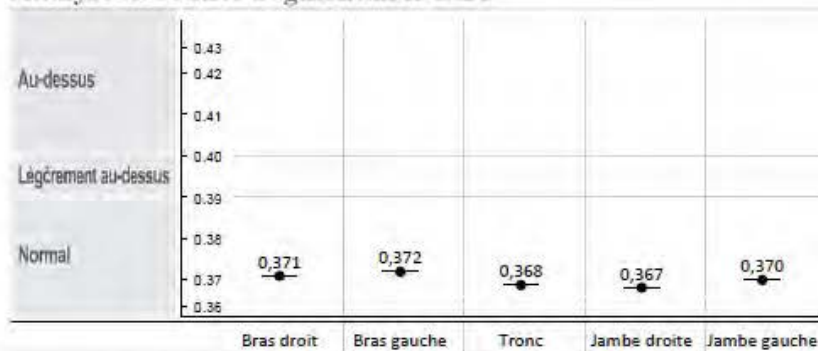 0.43
Au-dessus
0.42
0.41
0.40
Légèrement au-dessus
0.39
0.38
Normal
0,371
0,372
0,368
0,367
0,370
0.37
0.36
Bras droit
Bras gauche
Tronc
Jambe droite
Jambe gauche